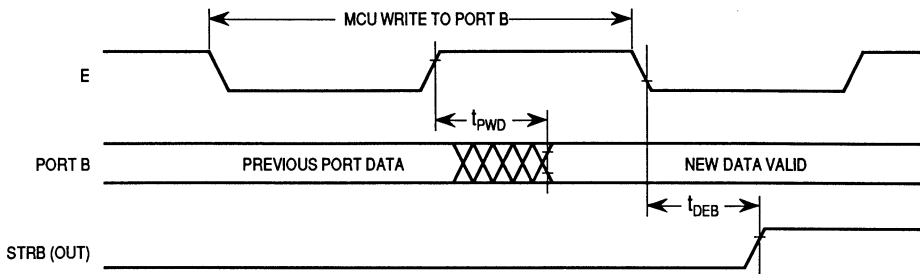 MCU WRITE TO PORT B
E
tPWD
PORT B
PREVIOUS PORT DATA
NEW DATA VALID
tDEB
STRB (OUT)